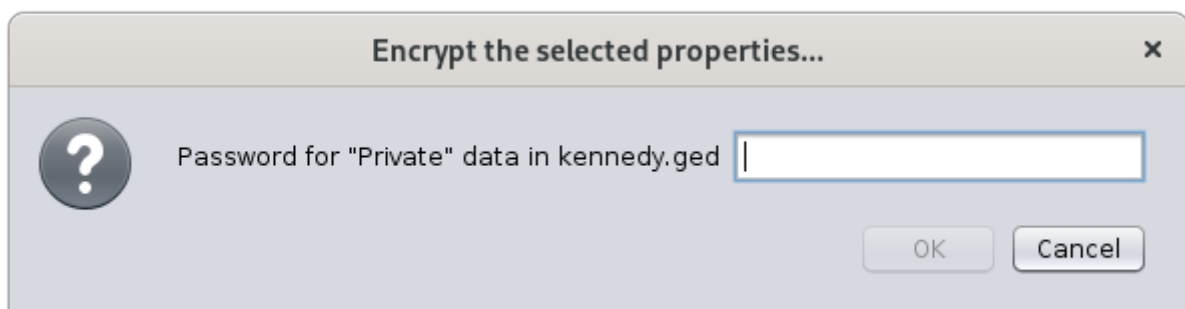 Encrypt the selected properties...
Password for "Private" data in kennedy.ged
OK
Cancel